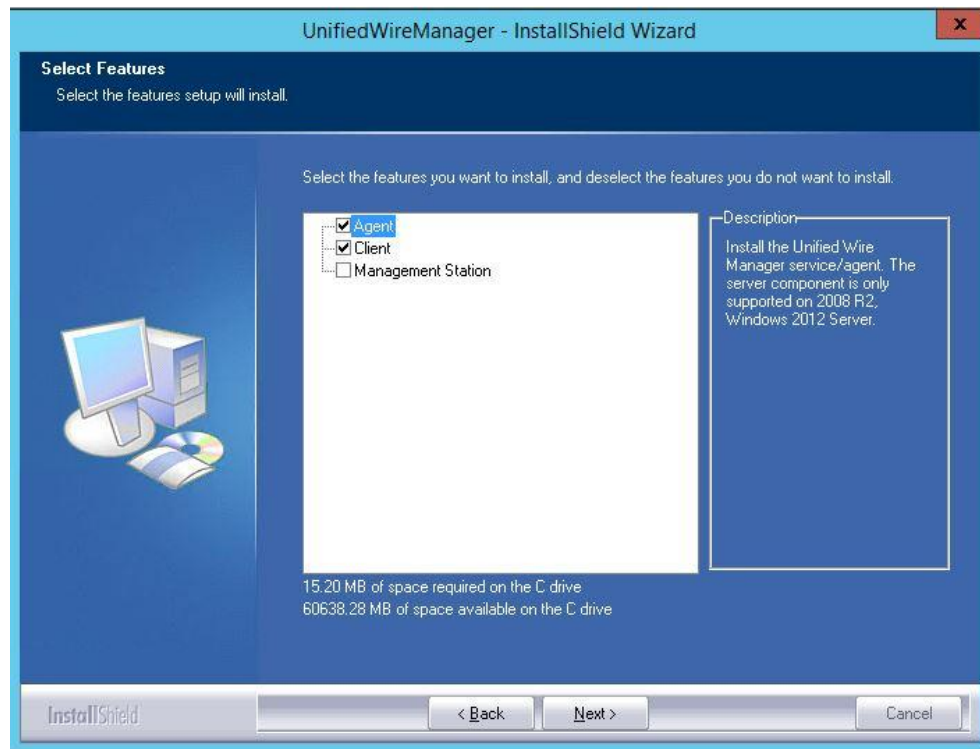 UnifiedWireManager - InstallShield Wizard
x
Select Features
Select the features setup will install.
Select the features you want to install, and deselect the features you do not want to install.
Agent
Client
Management Station
Description
Install the Unified Wire
Manager service/agent. The
server component is only
supported on 2008 R2,
Windows 2012 Server.
15.20 MB of space required on the C drive
60638.28 MB of space available on the C drive
InstallShield
< Back
Next >
Cancel